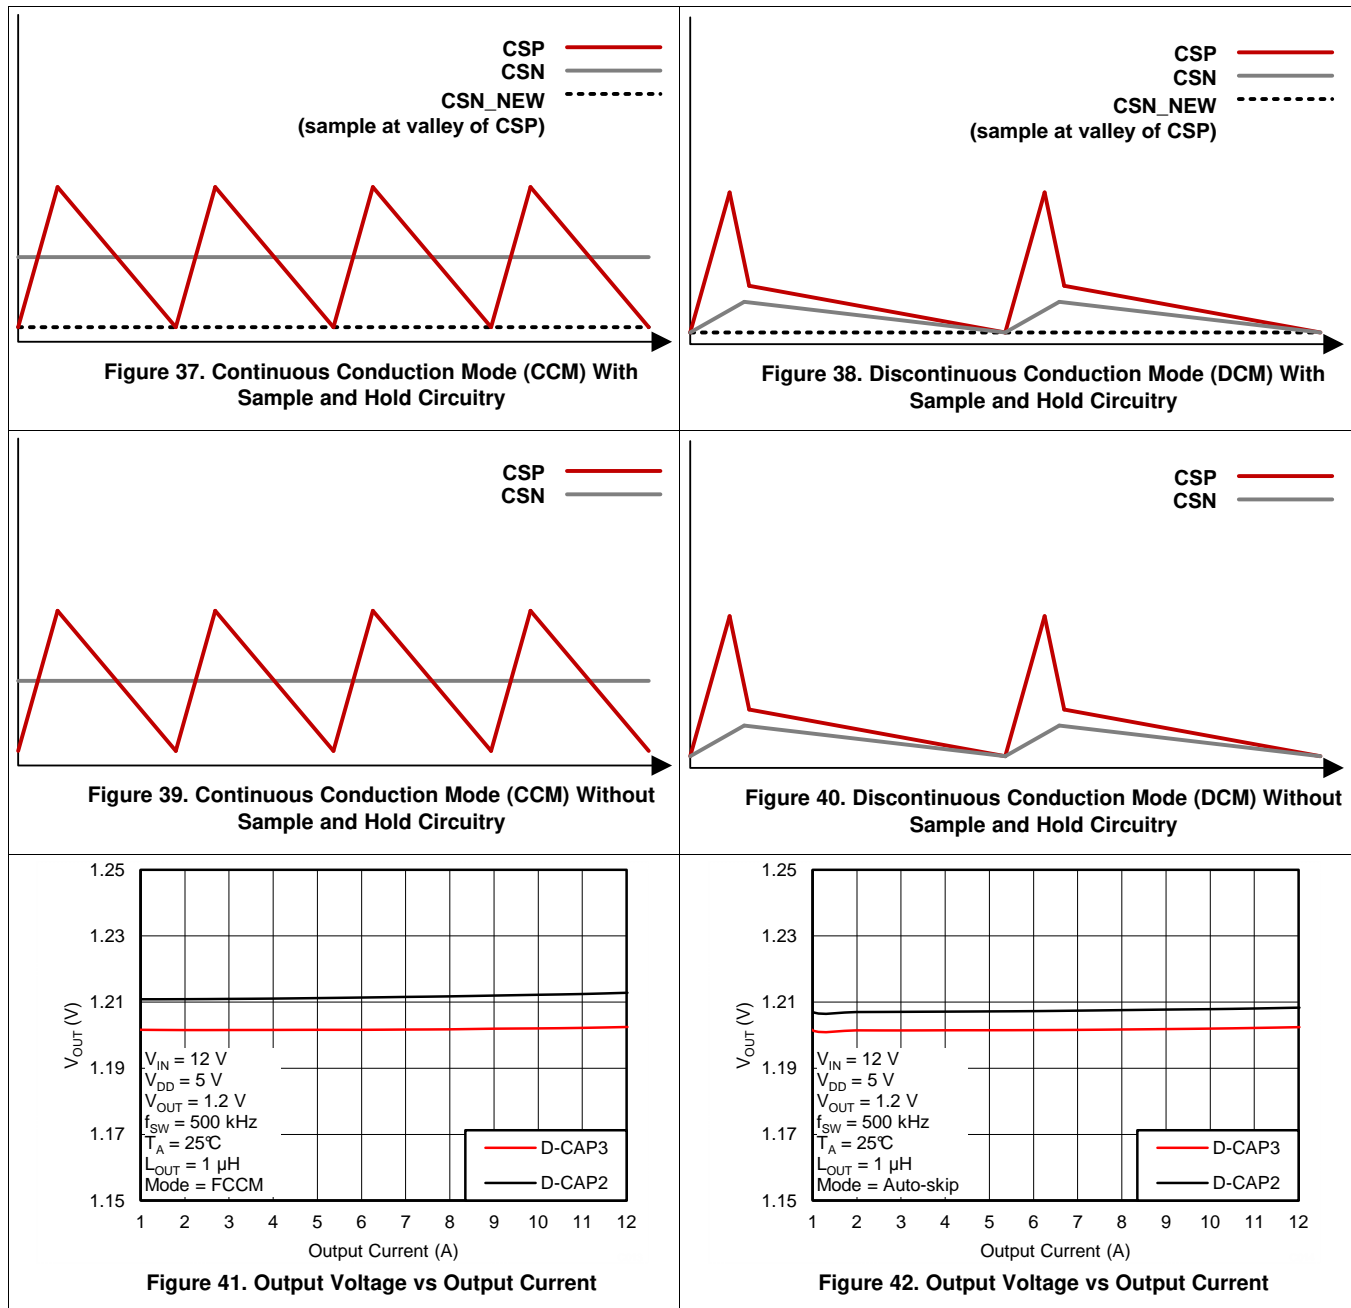 CSP
CSN
CSN_NEW
(sample at valley of CSP)
Figure 37. Continuous Conduction Mode (CCM) With
Sample and Hold Circuitry
CSP
CSN
CSN_NEW
(sample at valley of CSP)
Figure 38. Discontinuous Conduction Mode (DCM) With
Sample and Hold Circuitry
CSP
CSN
Figure 39. Continuous Conduction Mode (CCM) Without
Sample and Hold Circuitry
CSP
CSN
Figure 40. Discontinuous Conduction Mode (DCM) Without
Sample and Hold Circuitry
1.25
1.23
1.21
1.19
1.17
1.15
VOUT (V)
VIN = 12 V
VDD = 5 V
VOUT = 1.2 V
fSW = 500 kHz
TA = 25°C
LOUT = 1 µH
Mode = FCCM
D-CAP3
D-CAP2
1 2 3 4 5 6 7 8 9 10 11 12
Output Current (A)
Figure 41. Output Voltage vs Output Current
1.25
1.23
1.21
1.19
1.17
1.15
VOUT (V)
VIN = 12 V
VDD = 5 V
VOUT = 1.2 V
fSW = 500 kHz
TA = 25°C
LOUT = 1 µH
Mode = Auto-skip
D-CAP3
D-CAP2
1 2 3 4 5 6 7 8 9 10 11 12
Output Current (A)
Figure 42. Output Voltage vs Output Current